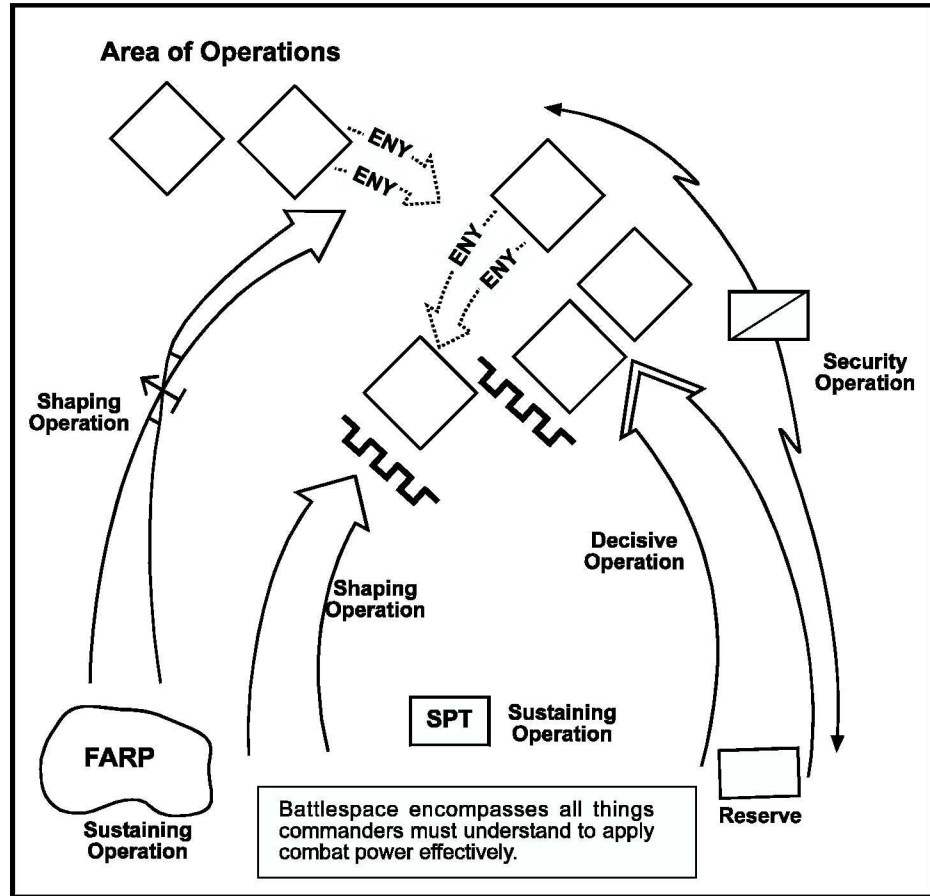 Area of Operations
ENY
ENY
ENY
ENY
Security
Operation
Shaping
Operation
Decisive
Operation
Shaping
Operation
SPT
Sustaining
Operation
FARP
Sustaining
Operation
Reserve
Battlespace encompasses all things
commanders must understand to apply
combat power effectively.